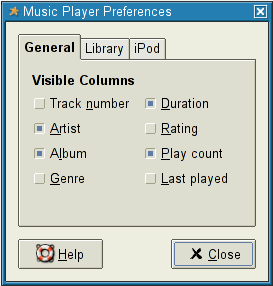 Music Player Preferences
General Library iPod
Visible Columns
Track number Duration
Artist Rating
Album Play count
Genre Last played
Help Close